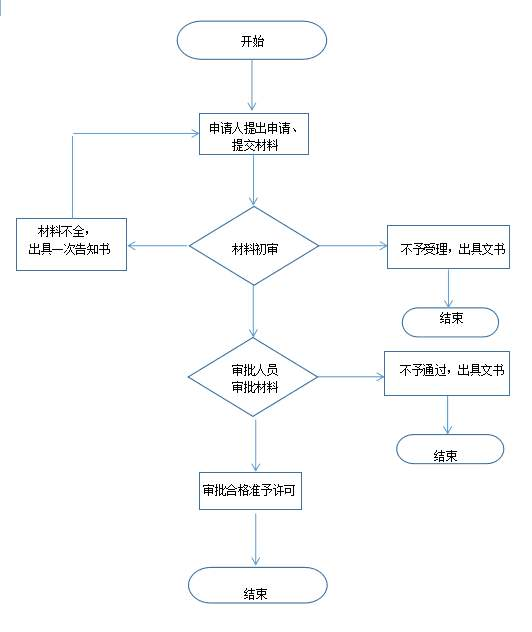 开始
申请人提出申请、
提交材料
材料不全，
出具一次告知书
材料初审
不予受理，出具文书
结束
审批人员
审批材料
不予通过，出具文书
结束
审批合格准予许可
结束